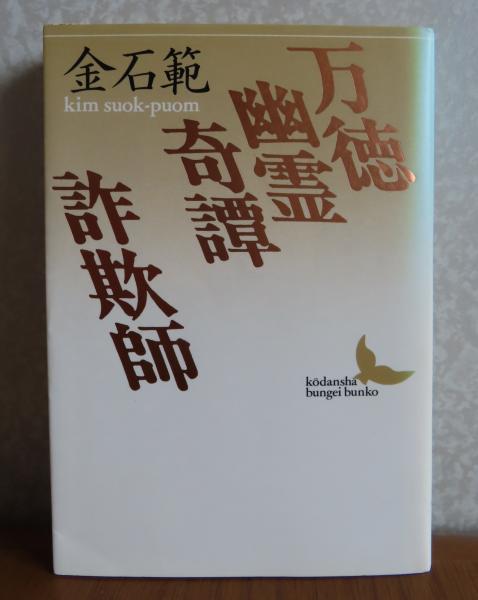 金石範
kim suok-puom
万徳
幽霊
奇譚
詐欺師
kōdansha
bungei bunko